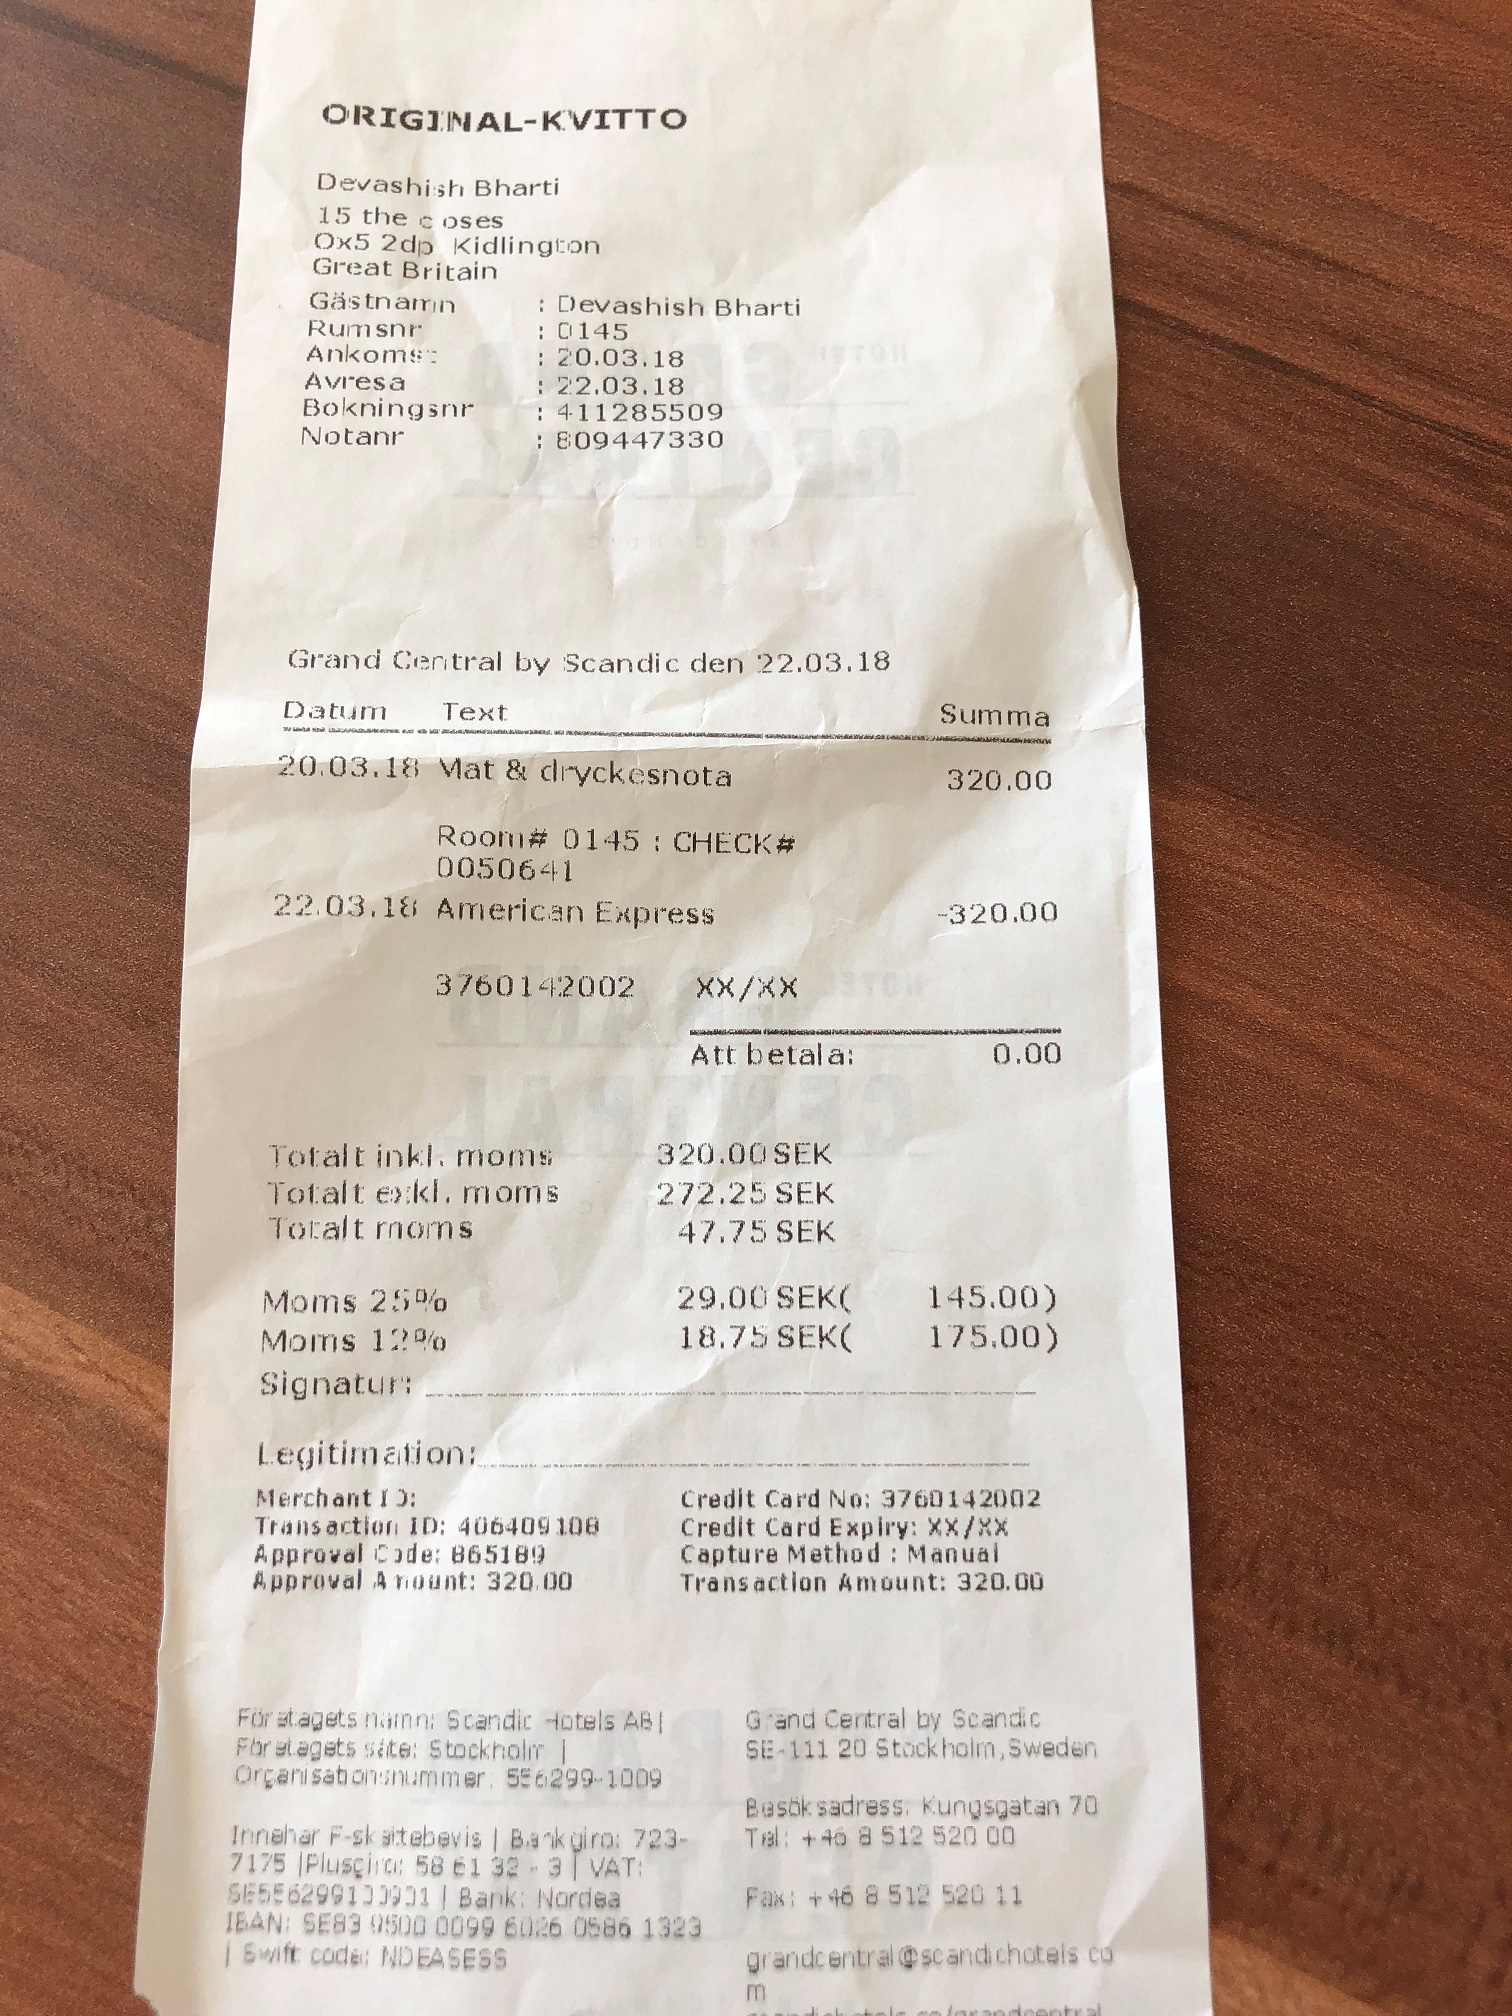 ORIGINAL-KVITTO
Devashish Bharti
15 the c oses
Ox5 2dp Kidlington
Great Britain
Gästnamn : Devashish Bharti
Rumsnr : 0145
Ankomst : 20.03.18
Avresa : 22.03.18
Bokningsnr : 411285509
Notanr : 809447330
Grand Central by Scandic den 22.03.18
Datum Text Summa
20.03.18 Mat & dryckesnota 320.00
Room# 0145 : CHECK#
0050641
22.03.18 American Express -320.00
3760142002 XX/XX
Att betala: 0.00
Totalt inkl. moms 320.00 SEK
Totalt exkl. moms 272.25 SEK
Totalt moms 47.75 SEK
Moms 25% 29.00 SEK( 145.00)
Moms 12% 18.75 SEK( 175.00)
Signatur:
Legitimation:
Merchant ID: Credit Card No: 3760142002
Transaction ID: 406409108 Credit Card Expiry: XX/XX
Approval Code: 865189 Capture Method : Manual
Approval Amount: 320.00 Transaction Amount: 320.00
Företagets namn: Scandic Hotels AB |
Företagets säte: Stockholm |
Organisationsnummer: 556299-1009
Innehar F-skattebevis | Bankgiro: 723-
7175 |Plusgiro: 58 61 32 - 3 | VAT:
| Bank: Nordea
IBAN: SE83 9500 0099 6026 0586 1323
| Swift code: NDEASESS
Grand Central by Scandic
SE-111 20 Stockholm,Sweden
Besöksadress: Kungsgatan 70
Tel: +46 8 512 520 00
Fax: +46 8 512 520 11
grandcentral@scandichotels.co
m